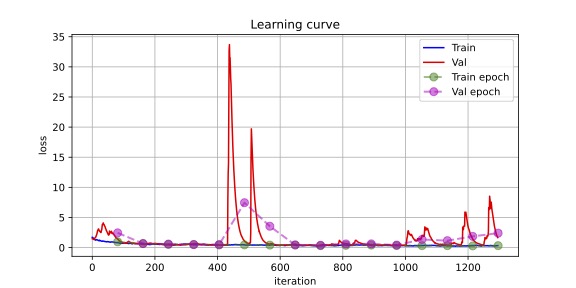 Learning curve
35
30
25
20
15
10
5
0
loss
0 200 400 600 800 1000 1200
iteration
Train
Val
Train epoch
Val epoch